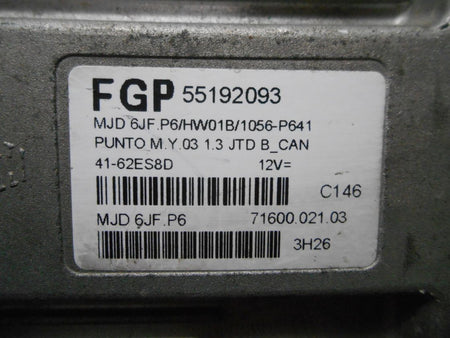 FGP 55192093
MJD 6JF.P6/HW01B/1056-P641
PUNTO M.Y.03 1.3 JTD B_CAN
41-62ES8D 12V=
C146
MJD 6JF.P6 71600.021.03
3H26